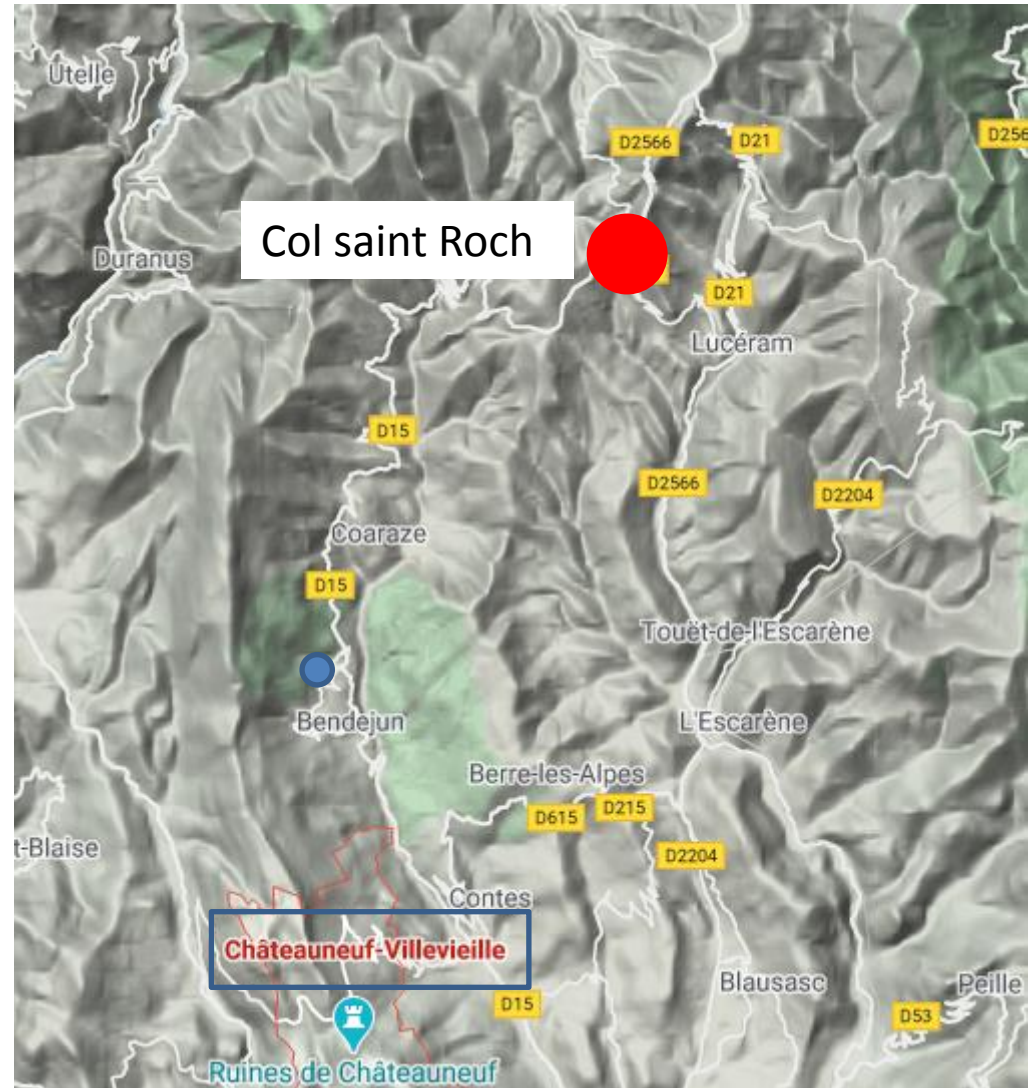 Utelle
D2566
D21
D256
Col saint Roch
Duranus
D21
Lucéram
D15
D2566
D2204
Coaraze
D15
Touët-de-l'Escarène
Bendejun
L'Escarène
Berre-les-Alpes
D615
D215
t-Blaise
D2204
Contes
Châteauneuf-Villevieille
Blausasc
Peille
D15
D53
Ruines de Châteauneuf